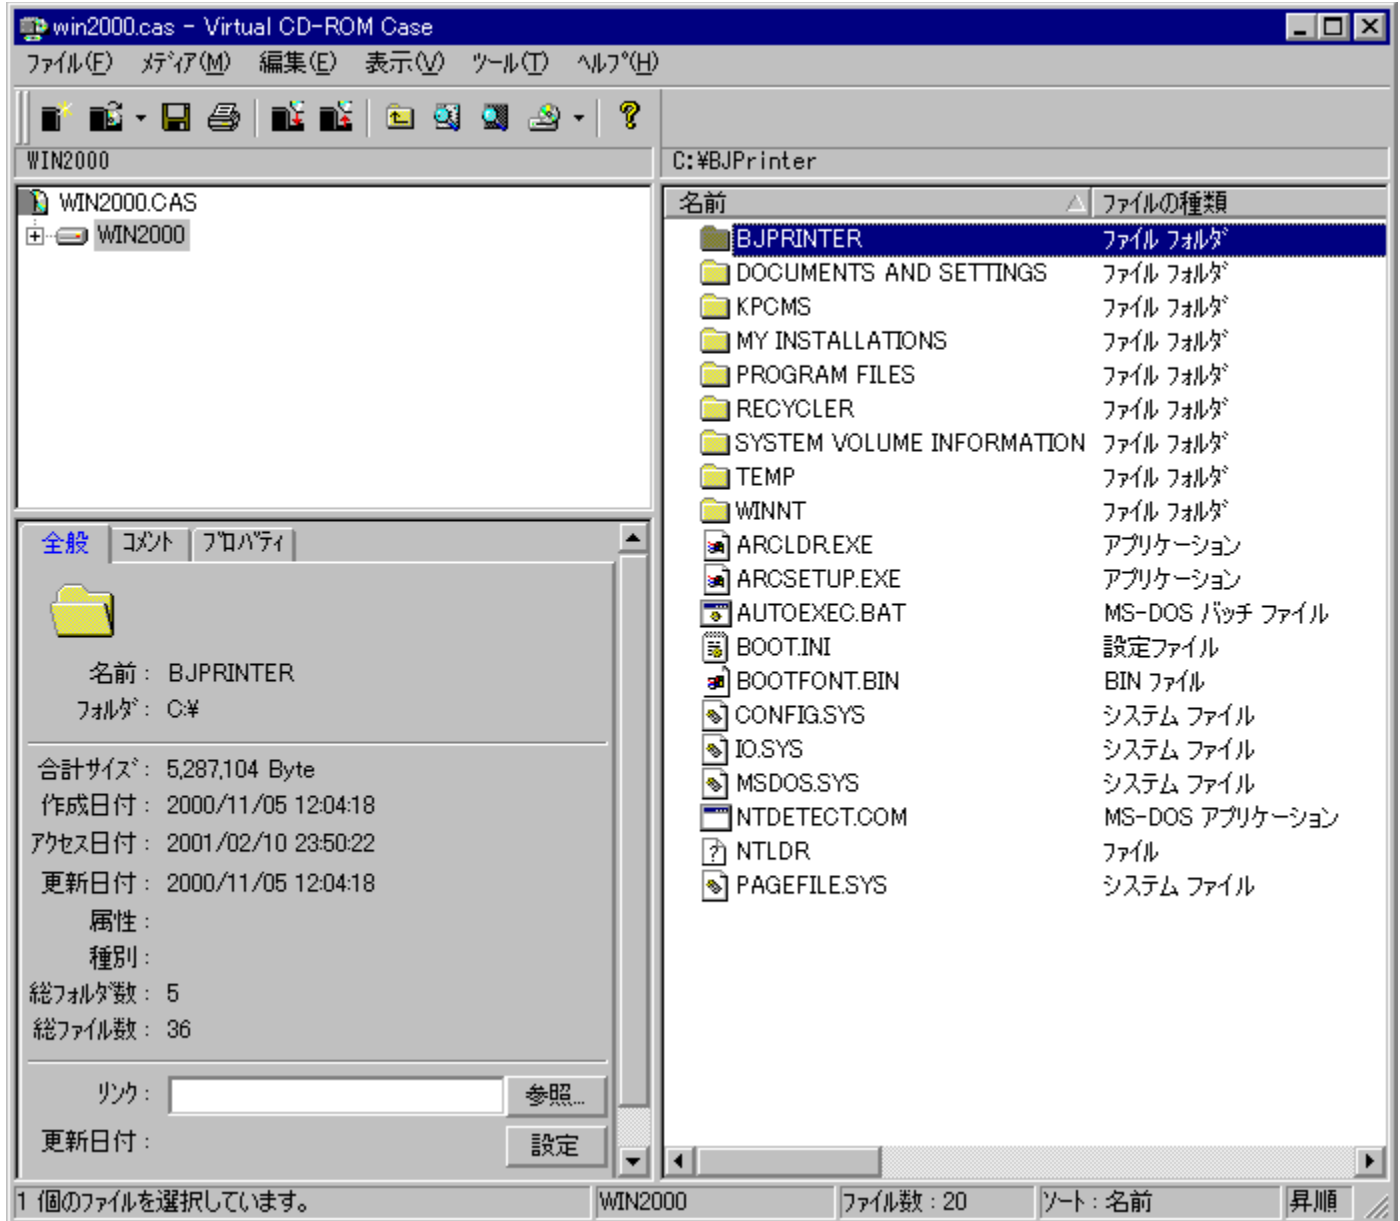 win2000.cas - Virtual CD-ROM Case
ファイル(F) メディア(M) 編集(E) 表示(V) ツール(T) ヘルプ(H)
WIN2000
C:¥BJPrinter
WIN2000.CAS
WIN2000
名前 ファイルの種類
BJPRINTER ファイル フォルダ
DOCUMENTS AND SETTINGS ファイル フォルダ
KPCMS ファイル フォルダ
MY INSTALLATIONS ファイル フォルダ
PROGRAM FILES ファイル フォルダ
RECYCLER ファイル フォルダ
SYSTEM VOLUME INFORMATION ファイル フォルダ
TEMP ファイル フォルダ
WINNT ファイル フォルダ
ARCLDR.EXE アプリケーション
ARCSETUP.EXE アプリケーション
AUTOEXEC.BAT MS-DOS バッチ ファイル
BOOT.INI 設定ファイル
BOOTFONT.BIN BIN ファイル
CONFIG.SYS システム ファイル
IO.SYS システム ファイル
MSDOS.SYS システム ファイル
NTDETECT.COM MS-DOS アプリケーション
NTLDR ファイル
PAGEFILE.SYS システム ファイル
全般 コメント プロパティ
名前 : BJPRINTER
フォルダ : C:¥
合計サイズ : 5,287,104 Byte
作成日付 : 2000/11/05 12:04:18
アクセス日付 : 2001/02/10 23:50:22
更新日付 : 2000/11/05 12:04:18
属性 :
種別 :
総フォルダ数 : 5
総ファイル数 : 36
リンク : 参照...
更新日付 : 設定
1 個のファイルを選択しています。 WIN2000 ファイル数 : 20 ソート : 名前 昇順